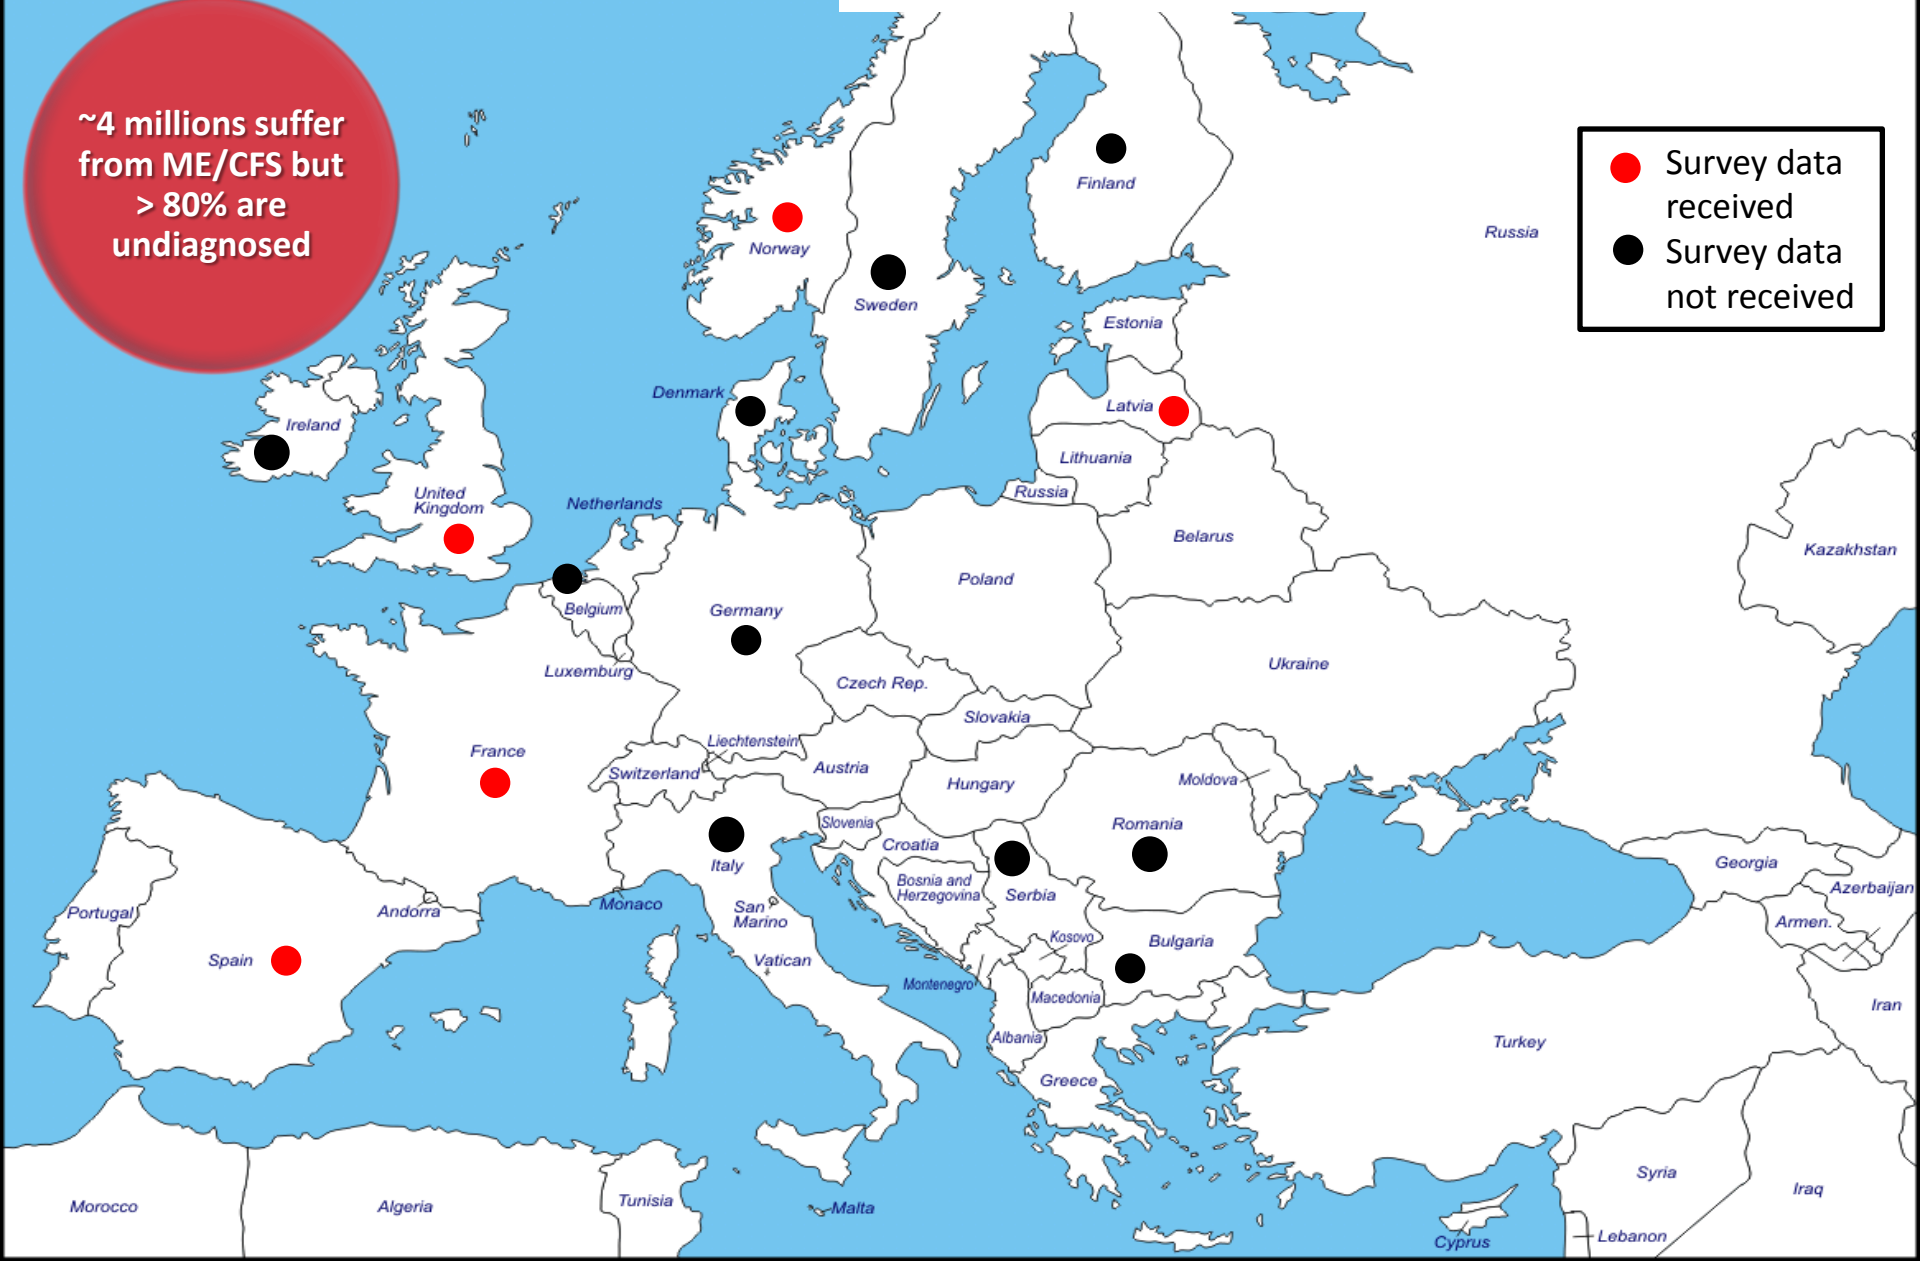 ~4 millions suffer
from ME/CFS but
> 80% are
undiagnosed
Survey data
received
Survey data
not received
Finland
Russia
Norway
Sweden
Estonia
Denmark
Latvia
Ireland
Lithuania
Russia
United
Kingdom
Netherlands
Belarus
Kazakhstan
Poland
Belgium
Germany
Luxemburg
Ukraine
Czech Rep.
Slovakia
France
Liechtenstein
Switzerland
Austria
Hungary
Moldova
Slovenia
Romania
Croatia
Italy
Georgia
Bosnia and
Herzegovina
Serbia
Azerbaijan
Portugal
Andorra
Monaco
San
Marino
Armen.
Kosovo
Bulgaria
Spain
Vatican
Montenegro
Macedonia
Iran
Albania
Turkey
Greece
Syria
Iraq
Morocco
Algeria
Tunisia
Malta
Cyprus
Lebanon